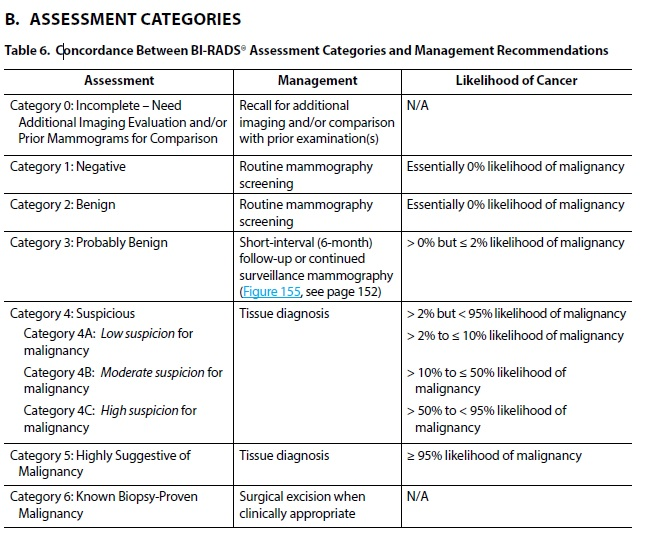 B. ASSESSMENT CATEGORIES
Table 6. Concordance Between BI-RADS® Assessment Categories and Management Recommendations
Assessment Management Likelihood of Cancer
Category 0: Incomplete – Need
Additional Imaging Evaluation and/or
Prior Mammograms for Comparison
Recall for additional
imaging and/or comparison
with prior examination(s)
N/A
Category 1: Negative
Routine mammography
screening
Essentially 0% likelihood of malignancy
Category 2: Benign
Routine mammography
screening
Essentially 0% likelihood of malignancy
Category 3: Probably Benign
Short-interval (6-month)
follow-up or continued
surveillance mammography
(Figure 155, see page 152)
> 0% but ≤ 2% likelihood of malignancy
Category 4: Suspicious
Tissue diagnosis
> 2% but < 95% likelihood of malignancy
Category 4A: Low suspicion for
malignancy
> 2% to ≤ 10% likelihood of malignancy
Category 4B: Moderate suspicion for
malignancy
> 10% to ≤ 50% likelihood of
malignancy
Category 4C: High suspicion for
malignancy
> 50% to < 95% likelihood of
malignancy
Category 5: Highly Suggestive of
Malignancy
Tissue diagnosis
≥ 95% likelihood of malignancy
Category 6: Known Biopsy-Proven
Malignancy
Surgical excision when
clinically appropriate
N/A